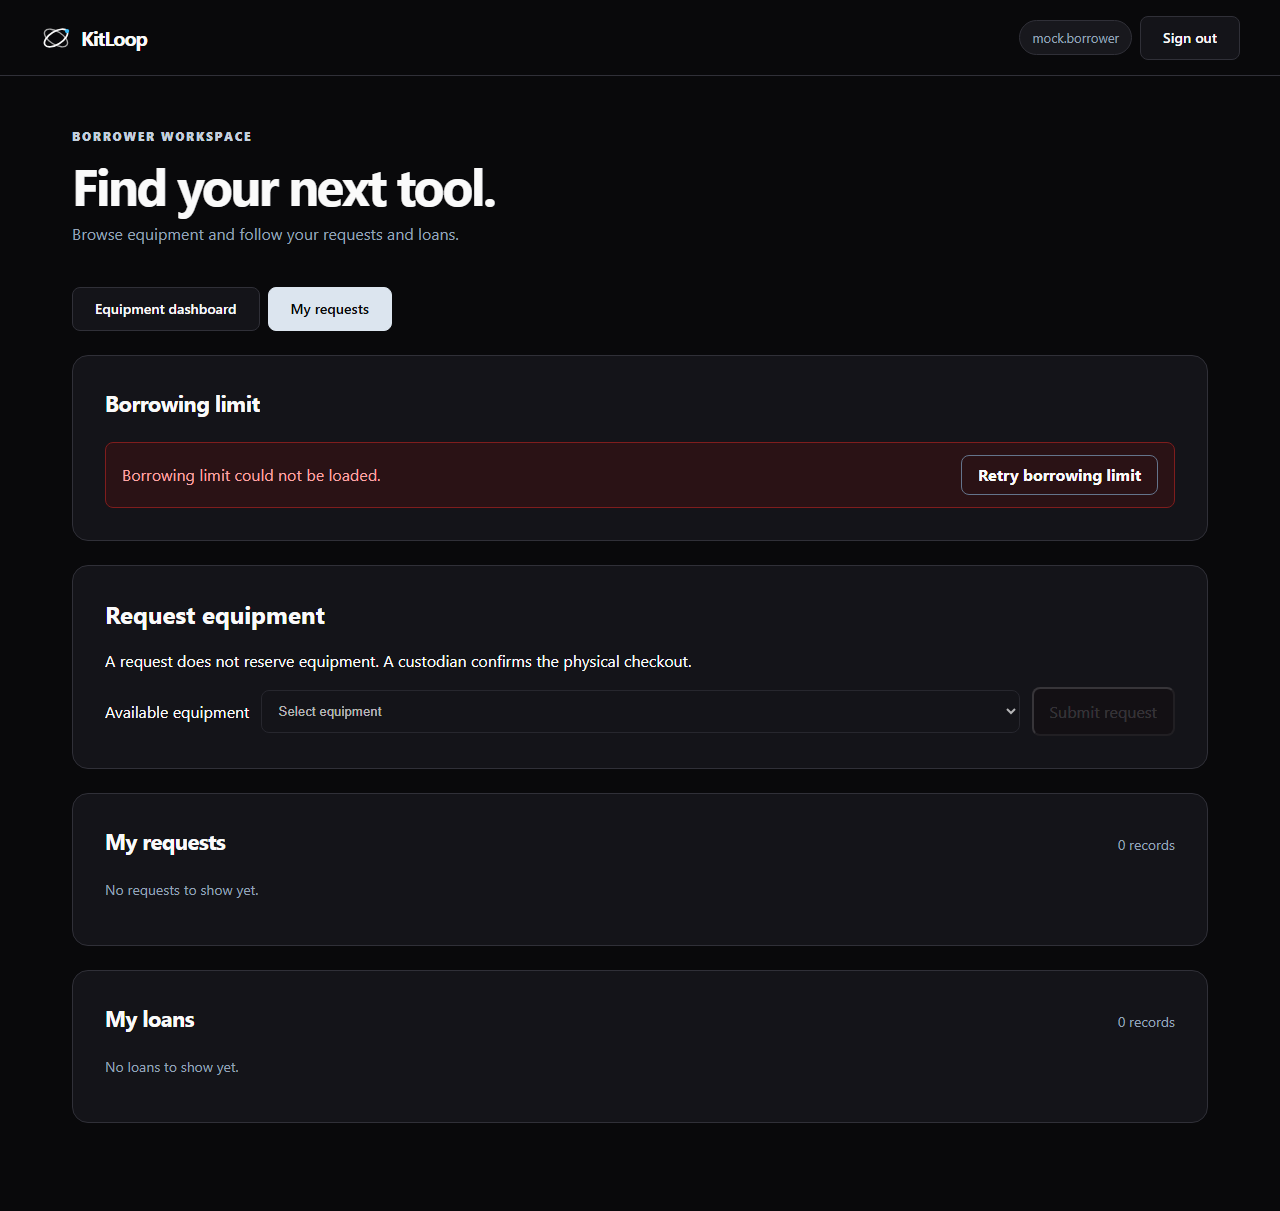 KitLoop
mock.borrower
Sign out
BORROWER WORKSPACE
Find your next tool.
Browse equipment and follow your requests and loans.
Equipment dashboard
My requests
Borrowing limit
Borrowing limit could not be loaded.
Retry borrowing limit
Request equipment
A request does not reserve equipment. A custodian confirms the physical checkout.
Available equipment
Select equipment
Submit request
My requests
0 records
No requests to show yet.
My loans
0 records
No loans to show yet.